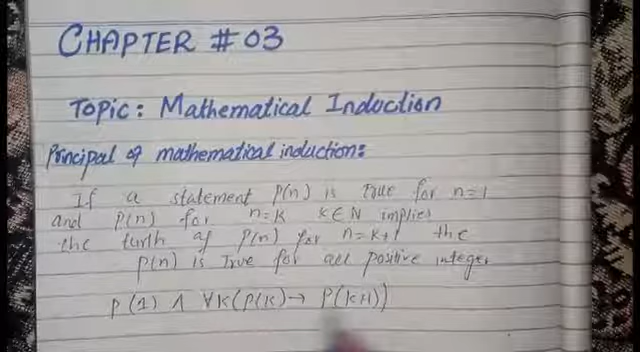 CHAPTER # 03
Topic: Mathematical Induction
Principal of mathematical induction:
If a statement P(n) is true for n=1
and P(n) for n=k k∈N implies
the turth of P(n) for n=k+1 the
P(n) is True for all positive integer
P(1) ∧ ∀k(P(k)→ P(k+1))